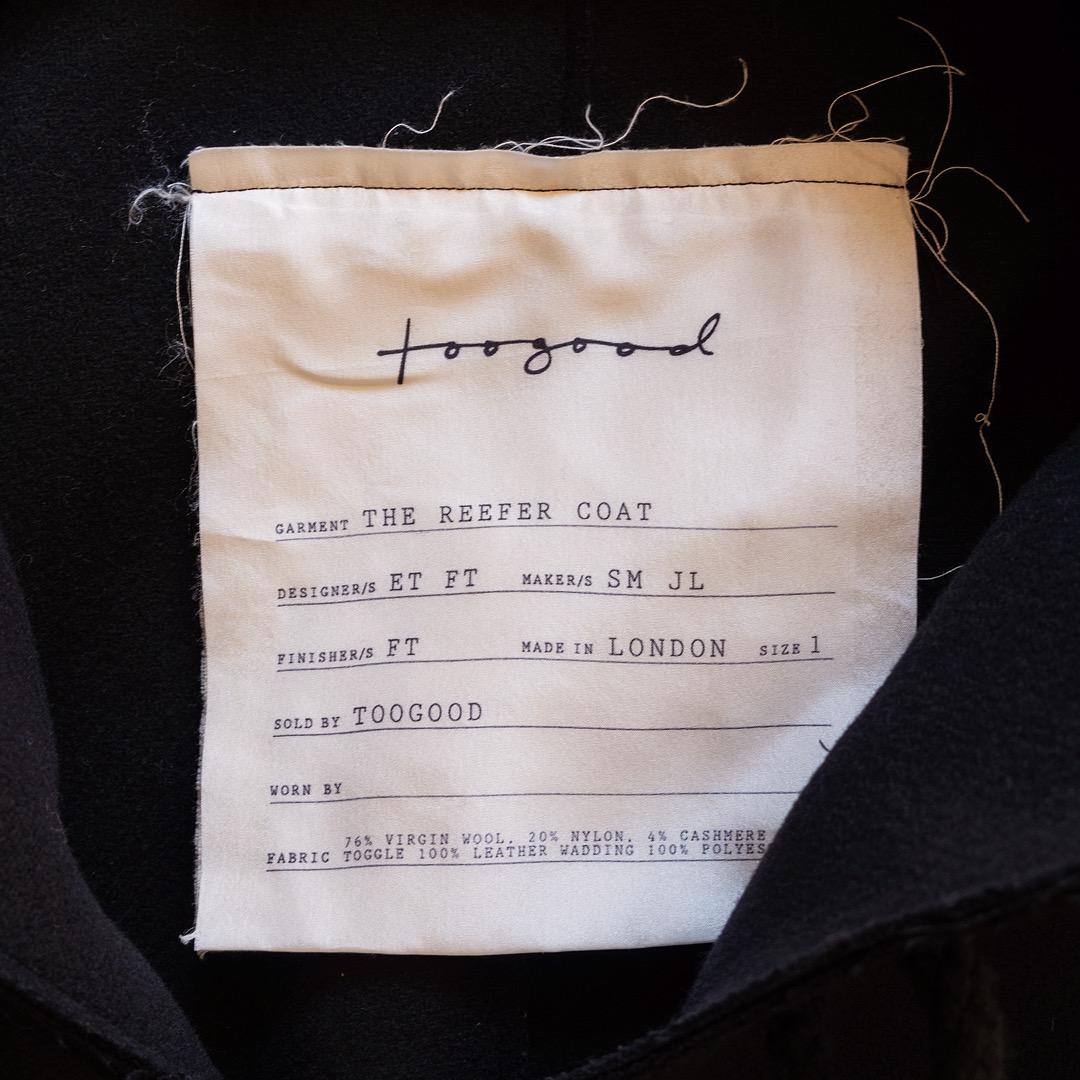 toogood
GARMENT THE REEFER COAT
DESIGNER/S ET FT MAKER/S SM JL
FINISHER/S FT MADE IN LONDON SIZE 1
SOLD BY TOOGOOD
WORN BY
76% VIRGIN WOOL, 20% NYLON, 4% CASHMERE
FABRIC TOGGLE 100% LEATHER WADDING 100% POLYES